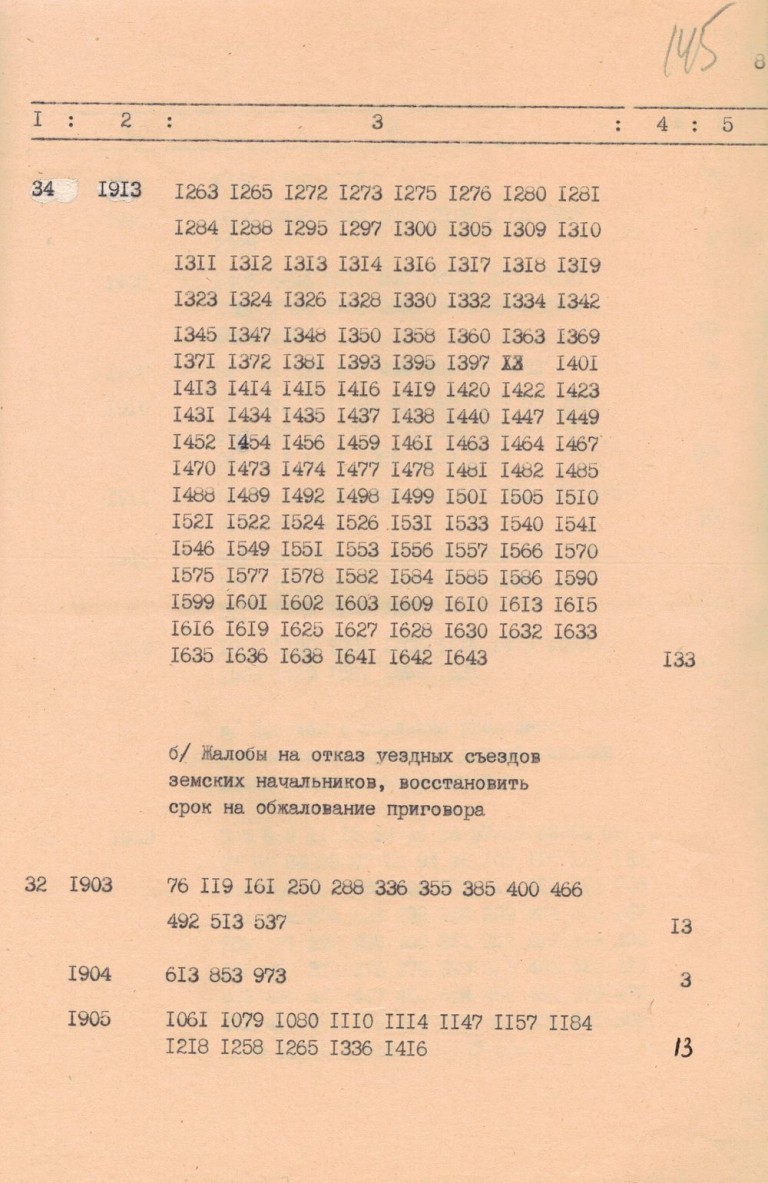 145 8
I : 2 : 3 : 4 : 5
34 I9I3 I263 I265 I272 I273 I275 I276 I280 I28I
I284 I288 I295 I297 I300 I305 I309 I3I0
I3II I3I2 I3I3 I3I4 I3I6 I3I7 I3I8 I3I9
I323 I324 I326 I328 I330 I332 I334 I342
I345 I347 I348 I350 I358 I360 I363 I369
I37I I372 I38I I393 I395 I397 I40I
I4I3 I4I4 I4I5 I4I6 I4I9 I420 I422 I423
I43I I434 I435 I437 I438 I440 I447 I449
I452 I454 I456 I459 I46I I463 I464 I467
I470 I473 I474 I477 I478 I48I I482 I485
I488 I489 I492 I498 I499 I50I I505 I5I0
I52I I522 I524 I526 I53I I533 I540 I54I
I546 I549 I55I I553 I556 I557 I566 I570
I575 I577 I578 I582 I584 I585 I586 I590
I599 I60I I602 I603 I609 I6I0 I6I3 I6I5
I6I6 I6I9 I625 I627 I628 I630 I632 I633
I635 I636 I638 I64I I642 I643 I33
б/ Жалобы на отказ уездных съездов
земских начальников, восстановить
срок на обжалование приговора
32 I903 76 II9 I6I 250 288 336 355 385 400 466
492 5I3 537 I3
I904 6I3 853 973 3
I905 I06I I079 I080 III0 III4 II47 II57 II84
I2I8 I258 I265 I336 I4I6 13